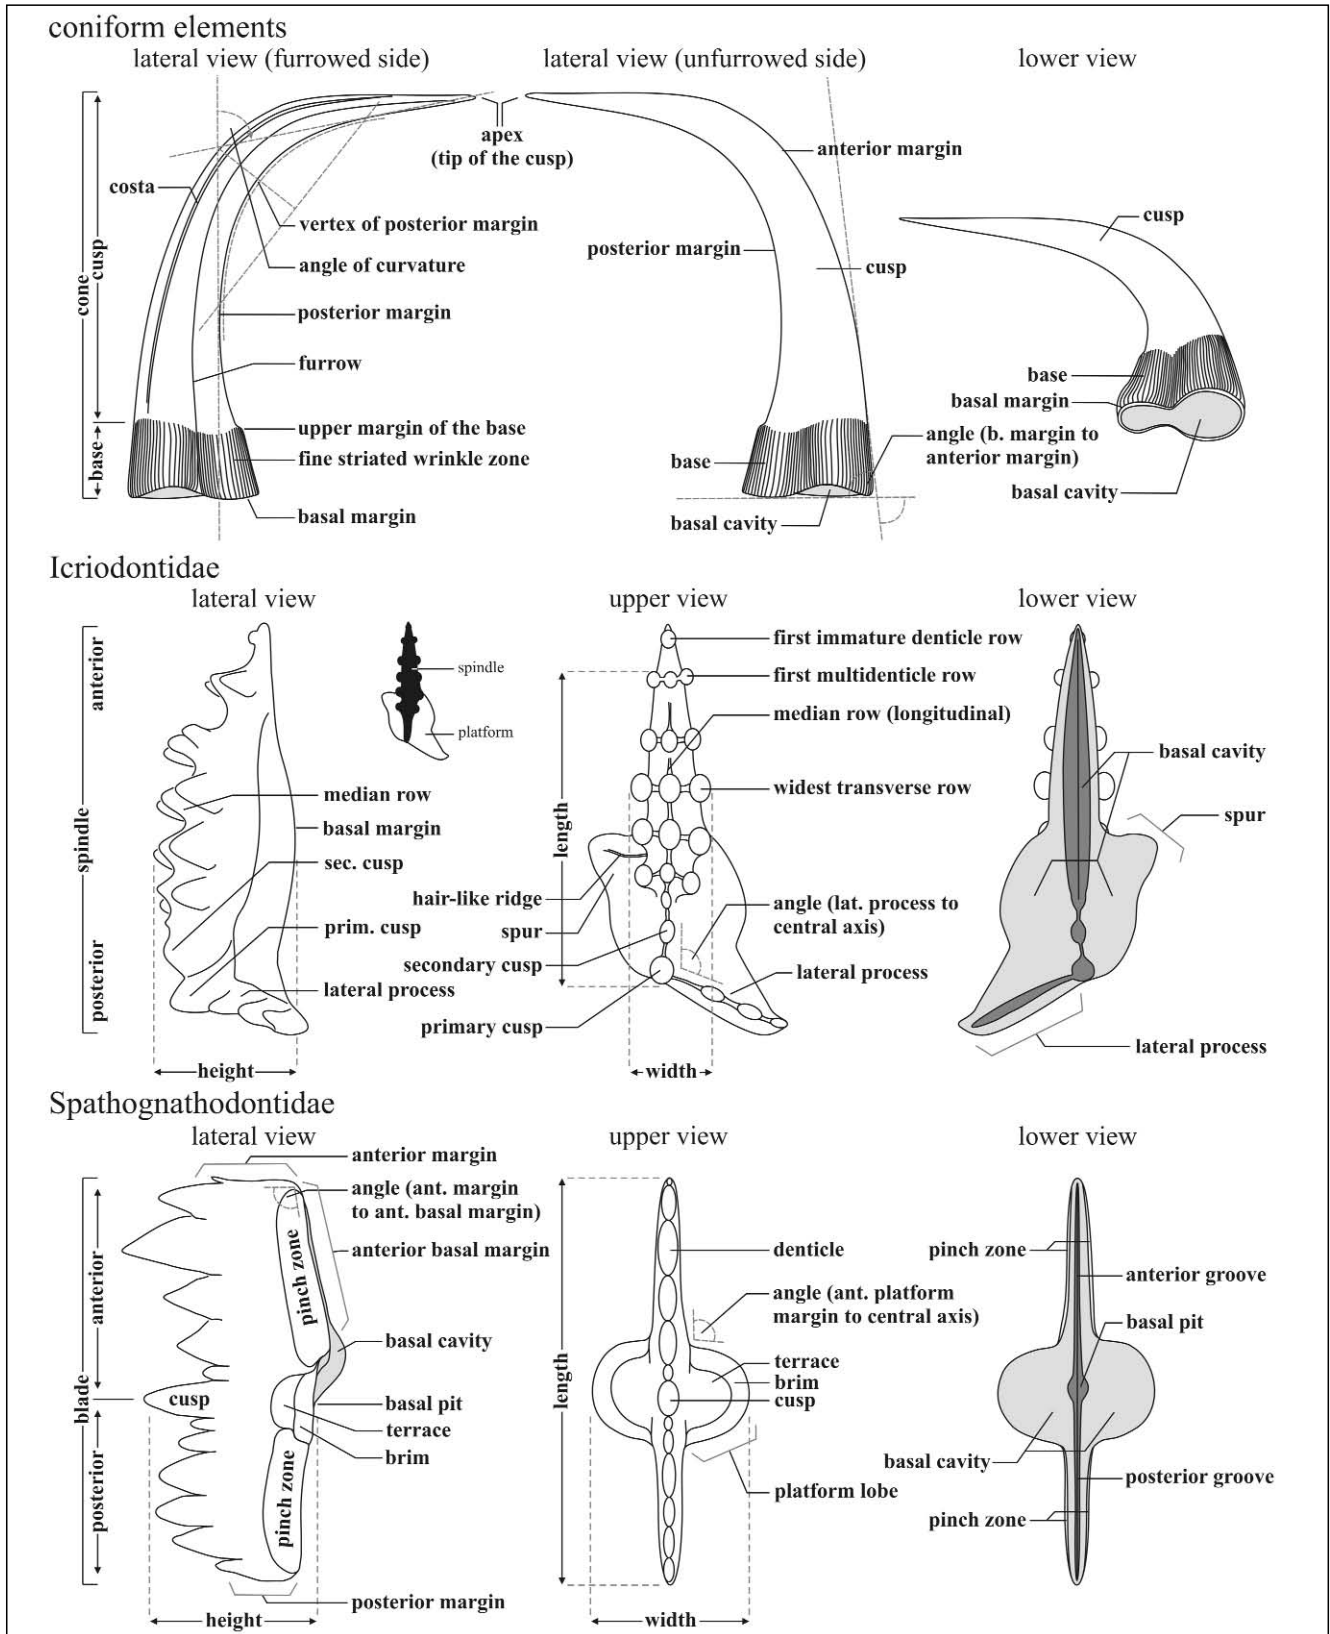 coniform elements
lateral view (furrowed side)
lateral view (unfurrowed side)
lower view
cone
cusp
base
costa
apex
(tip of the cusp)
vertex of posterior margin
angle of curvature
posterior margin
furrow
upper margin of the base
fine striated wrinkle zone
basal margin
anterior margin
posterior margin
cusp
base
basal cavity
angle (b. margin to
anterior margin)
cusp
base
basal margin
basal cavity
Icriodontidae
lateral view
upper view
lower view
anterior
spindle
posterior
spindle
platform
median row
basal margin
sec. cusp
prim. cusp
lateral process
height
first immature denticle row
first multidenticle row
median row (longitudinal)
widest transverse row
length
hair-like ridge
spur
secondary cusp
primary cusp
angle (lat. process to
central axis)
lateral process
width
basal cavity
spur
lateral process
Spathognathodontidae
lateral view
upper view
lower view
anterior margin
angle (ant. margin
to ant. basal margin)
anterior basal margin
pinch zone
basal cavity
blade
anterior
posterior
cusp
basal pit
terrace
brim
pinch zone
posterior margin
height
length
denticle
angle (ant. platform
margin to central axis)
terrace
brim
cusp
platform lobe
width
pinch zone
anterior groove
basal pit
basal cavity
posterior groove
pinch zone